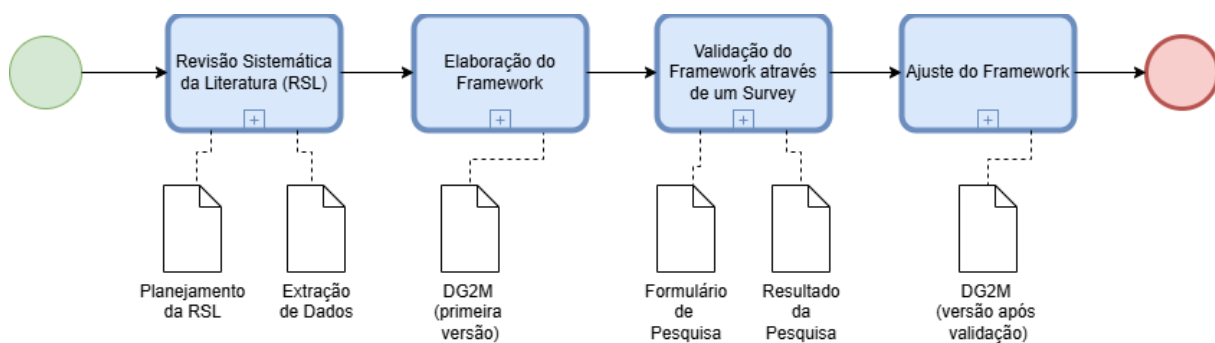 Revisão Sistemática
da Literatura (RSL)
Elaboração do
Framework
Validação do
Framework através
de um Survey
Ajuste do Framework
Planejamento
da RSL
Extração
de Dados
DG2M
(primeira
versão)
Formulário
de
Pesquisa
Resultado
da
Pesquisa
DG2M
(versão após
validação)